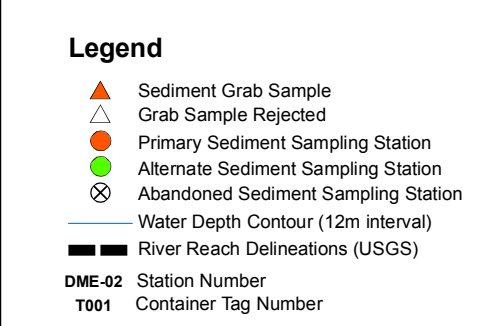 Legend
Sediment Grab Sample
Grab Sample Rejected
Primary Sediment Sampling Station
Alternate Sediment Sampling Station
Abandoned Sediment Sampling Station
Water Depth Contour (12m interval)
River Reach Delineations (USGS)
DME-02 Station Number
T001 Container Tag Number